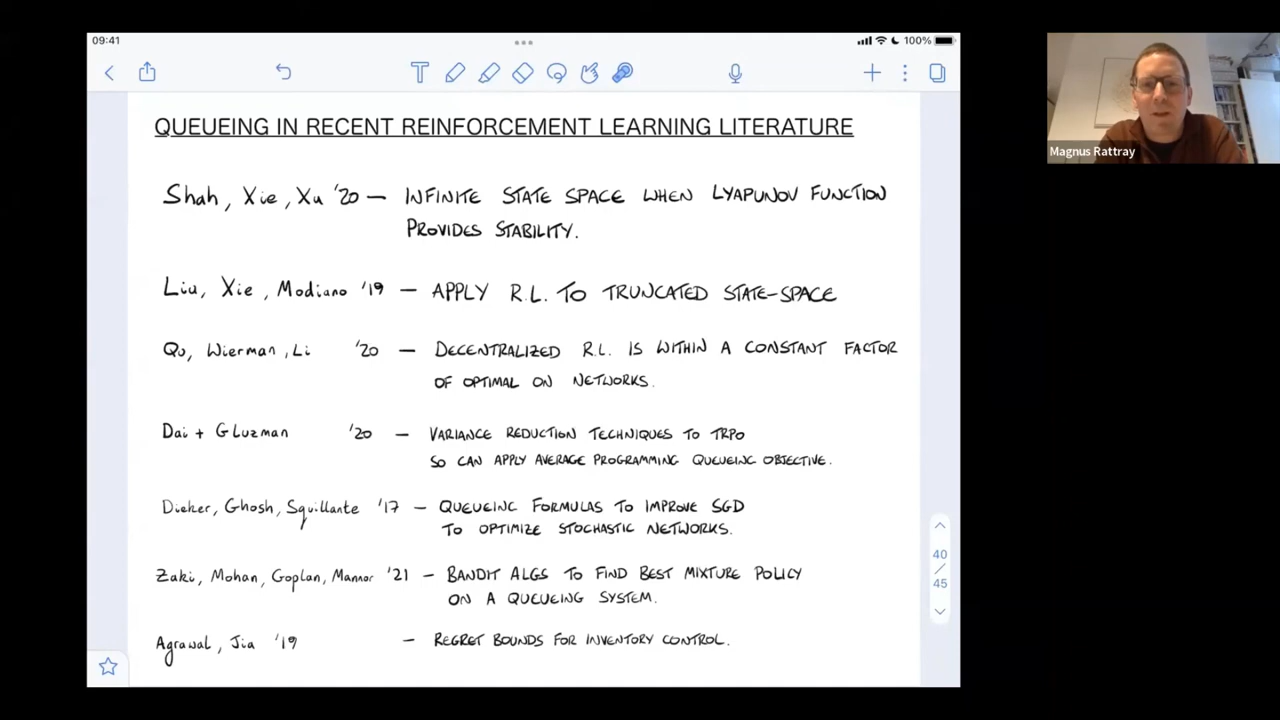 09:41
100%
QUEUEING IN RECENT REINFORCEMENT LEARNING LITERATURE
Shah, Xie, Xu '20 — INFINITE STATE SPACE WHEN LYAPUNOV FUNCTION
PROVIDES STABILITY.
Liu, Xie, Modiano '19 — APPLY R.L. TO TRUNCATED STATE-SPACE
Qu, Wierman, Li '20 — DECENTRALIZED R.L. IS WITHIN A CONSTANT FACTOR
OF OPTIMAL ON NETWORKS.
Dai + Gluzman '20 — VARIANCE REDUCTION TECHNIQUES TO TRPO
SO CAN APPLY AVERAGE PROGRAMMING QUEUEING OBJECTIVE.
Dieker, Ghosh, Squillante '17 — QUEUEING FORMULAS TO IMPROVE SGD
TO OPTIMIZE STOCHASTIC NETWORKS.
Zaki, Mohan, Goplan, Mannor '21 — BANDIT ALGS TO FIND BEST MIXTURE POLICY
ON A QUEUEING SYSTEM.
Agrawal, Jia '19 — REGRET BOUNDS FOR INVENTORY CONTROL.
40
/
45
Magnus Rattray